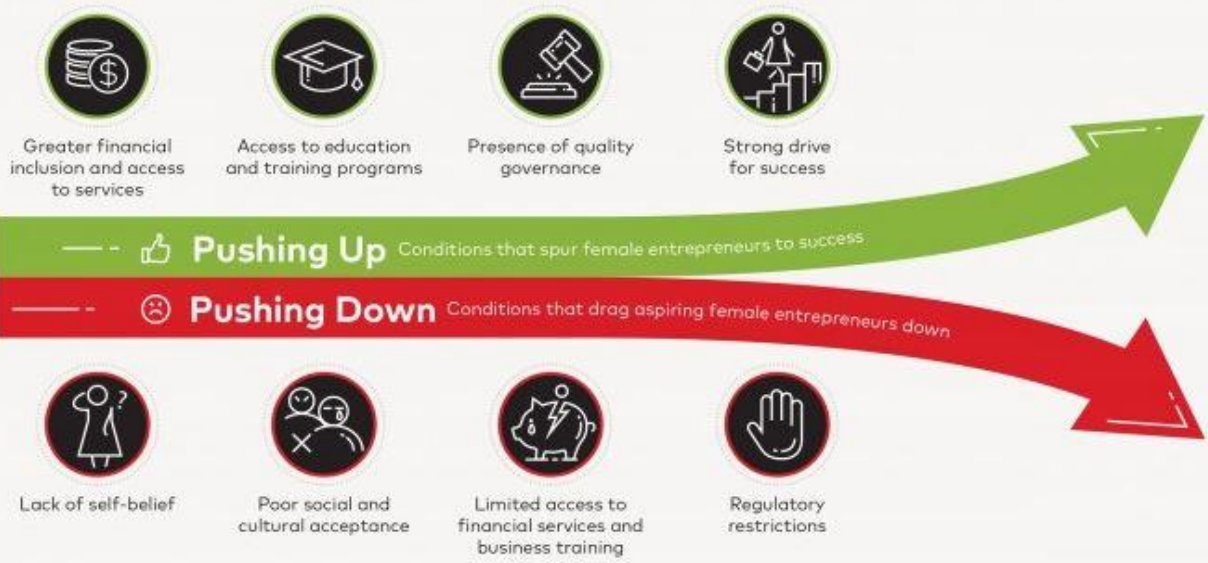 Greater financial
inclusion and access
to services
Access to education
and training programs
Presence of quality
governance
Strong drive
for success
Pushing Up Conditions that spur female entrepreneurs to success
Pushing Down Conditions that drag aspiring female entrepreneurs down
Lack of self-belief
Poor social and
cultural acceptance
Limited access to
financial services and
business training
Regulatory
restrictions